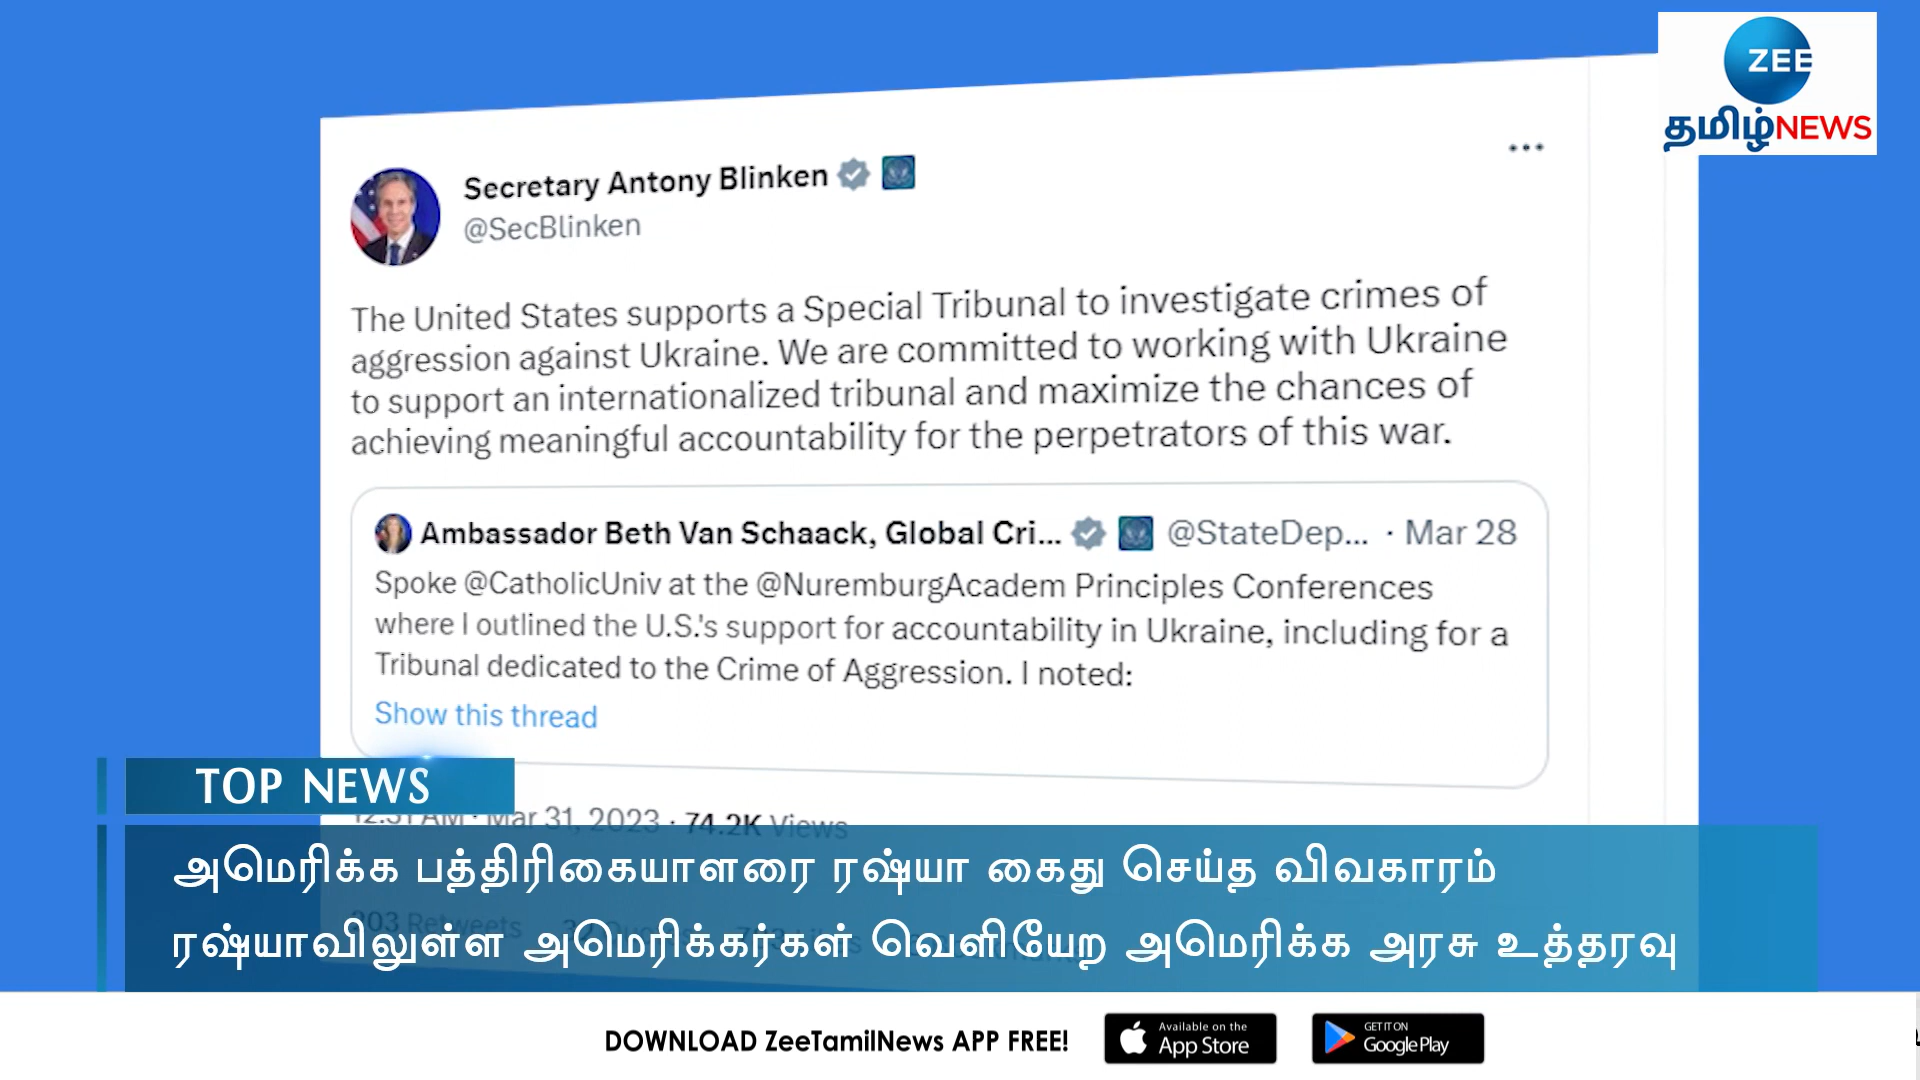 ZEE
தமிழ்NEWS
Secretary Antony Blinken
@SecBlinken
The United States supports a Special Tribunal to investigate crimes of
aggression against Ukraine. We are committed to working with Ukraine
to support an internationalized tribunal and maximize the chances of
achieving meaningful accountability for the perpetrators of this war.
Ambassador Beth Van Schaack, Global Cri... @StateDep... · Mar 28
Spoke @CatholicUniv at the @NuremburgAcadem Principles Conferences
where I outlined the U.S.'s support for accountability in Ukraine, including for a
Tribunal dedicated to the Crime of Aggression. I noted:
Show this thread
TOP NEWS
12:31 AM · Mar 31, 2023 · 74.2K Views
அமெரிக்க பத்திரிகையாளரை ரஷ்யா கைது செய்த விவகாரம்
ரஷ்யாவிலுள்ள அமெரிக்கர்கள் வெளியேற அமெரிக்க அரசு உத்தரவு
DOWNLOAD ZeeTamilNews APP FREE!
Available on the
App Store
GET IT ON
Google Play